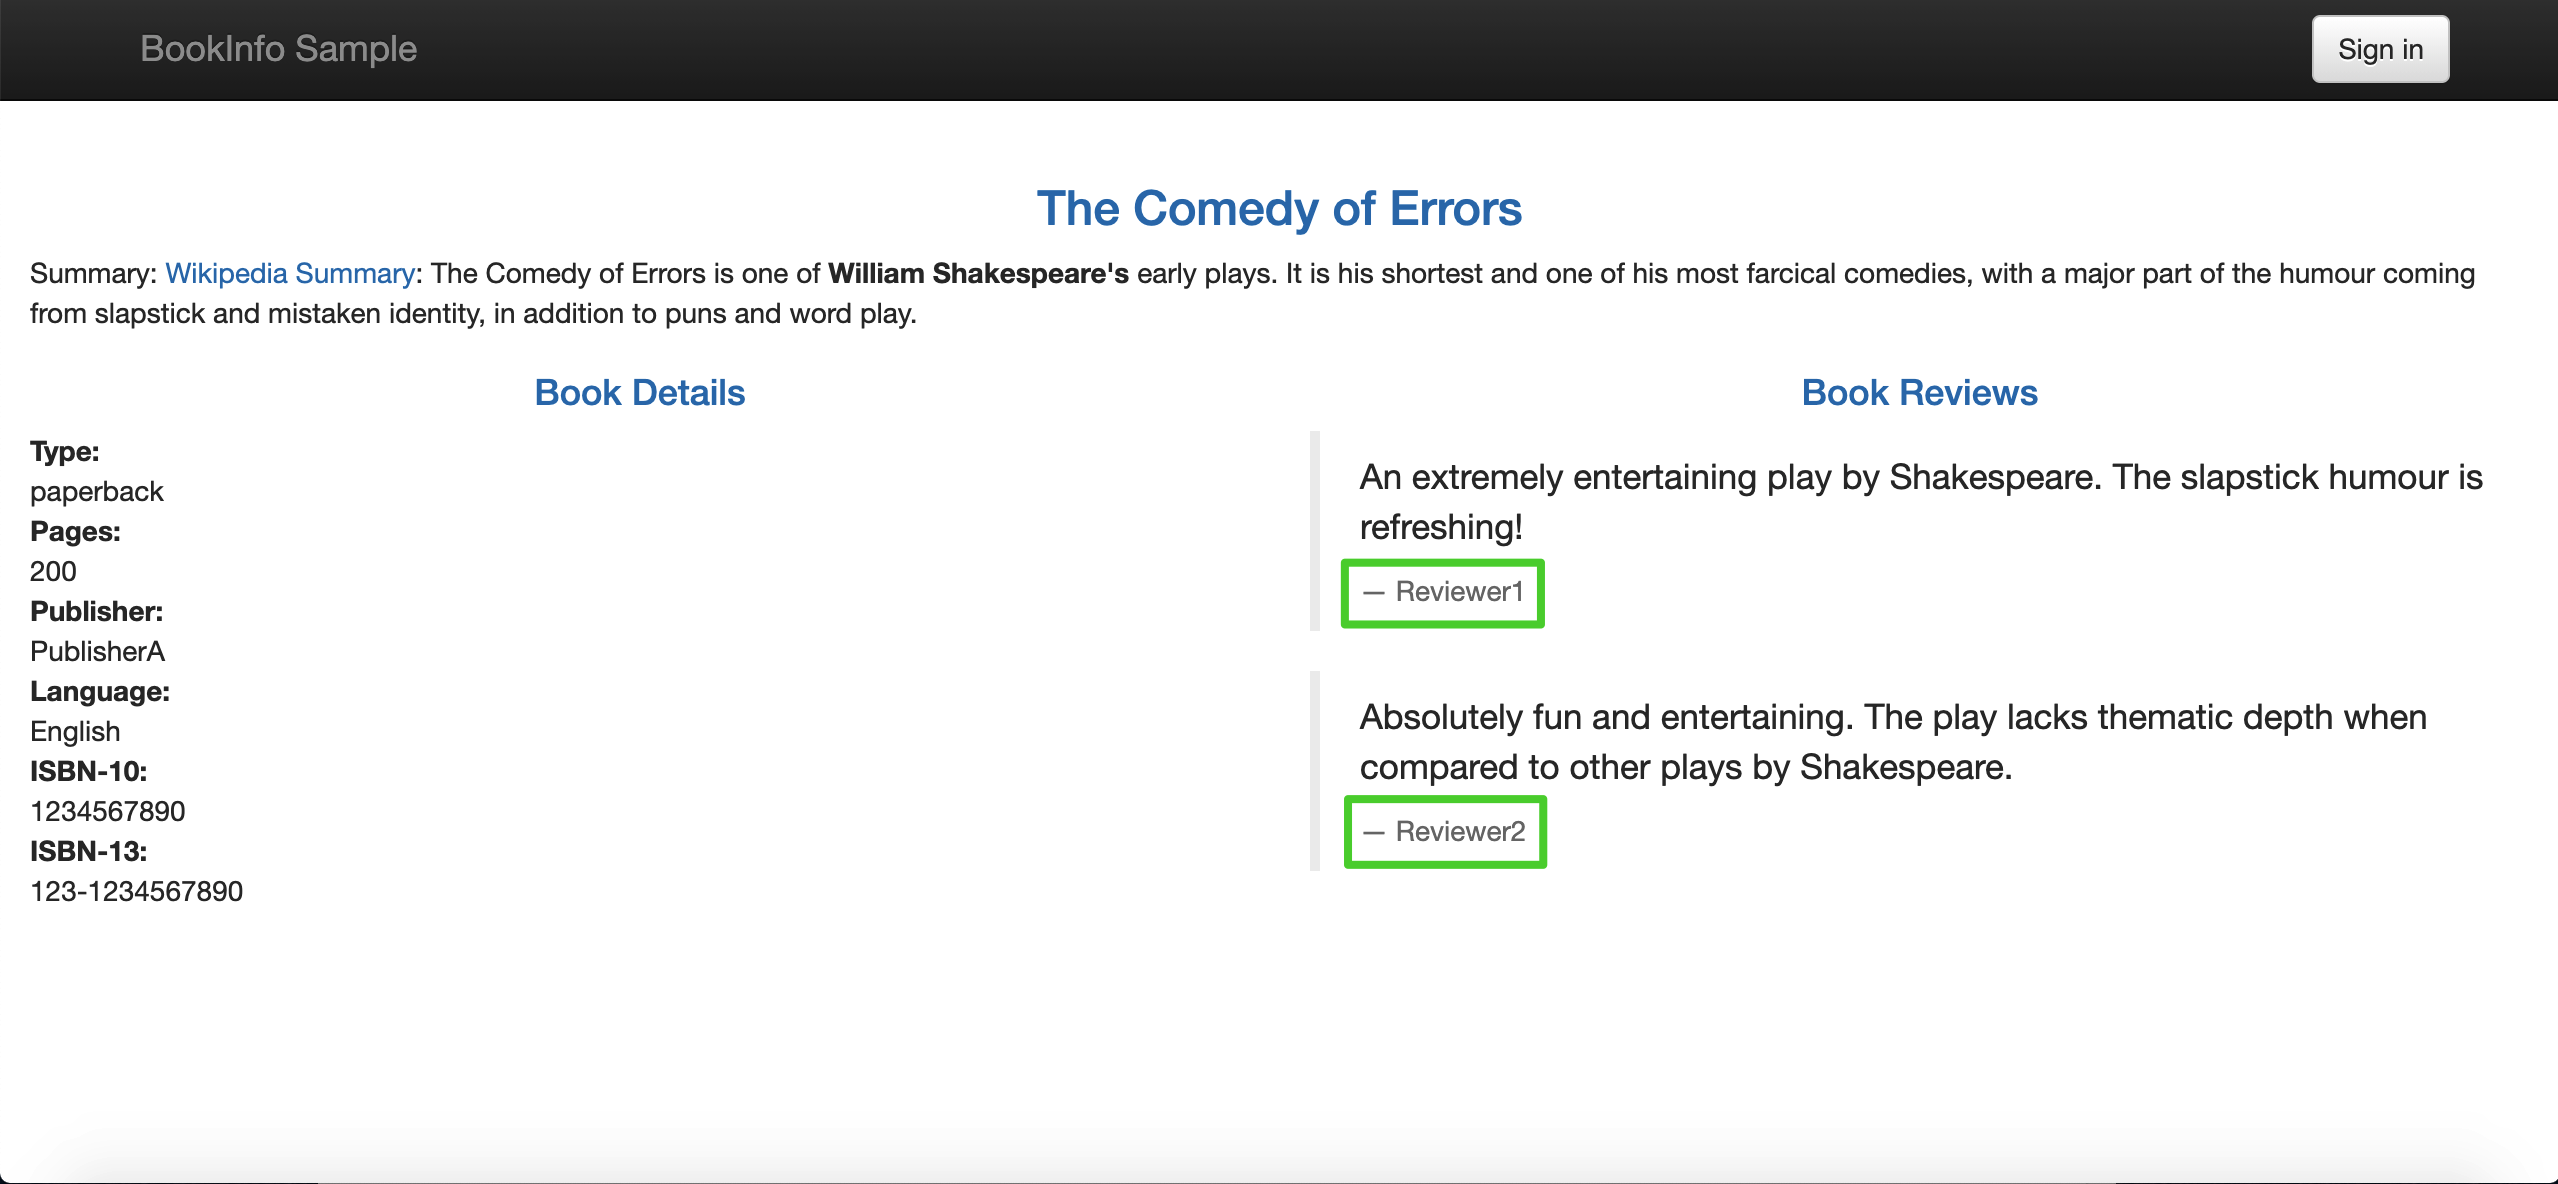 BookInfo Sample
Sign in
The Comedy of Errors
Summary: Wikipedia Summary: The Comedy of Errors is one of William Shakespeare's early plays. It is his shortest and one of his most farcical comedies, with a major part of the humour coming
from slapstick and mistaken identity, in addition to puns and word play.
Book Details
Type:
paperback
Pages:
200
Publisher:
PublisherA
Language:
English
ISBN-10:
1234567890
ISBN-13:
123-1234567890
Book Reviews
An extremely entertaining play by Shakespeare. The slapstick humour is
refreshing!
— Reviewer1
Absolutely fun and entertaining. The play lacks thematic depth when
compared to other plays by Shakespeare.
— Reviewer2